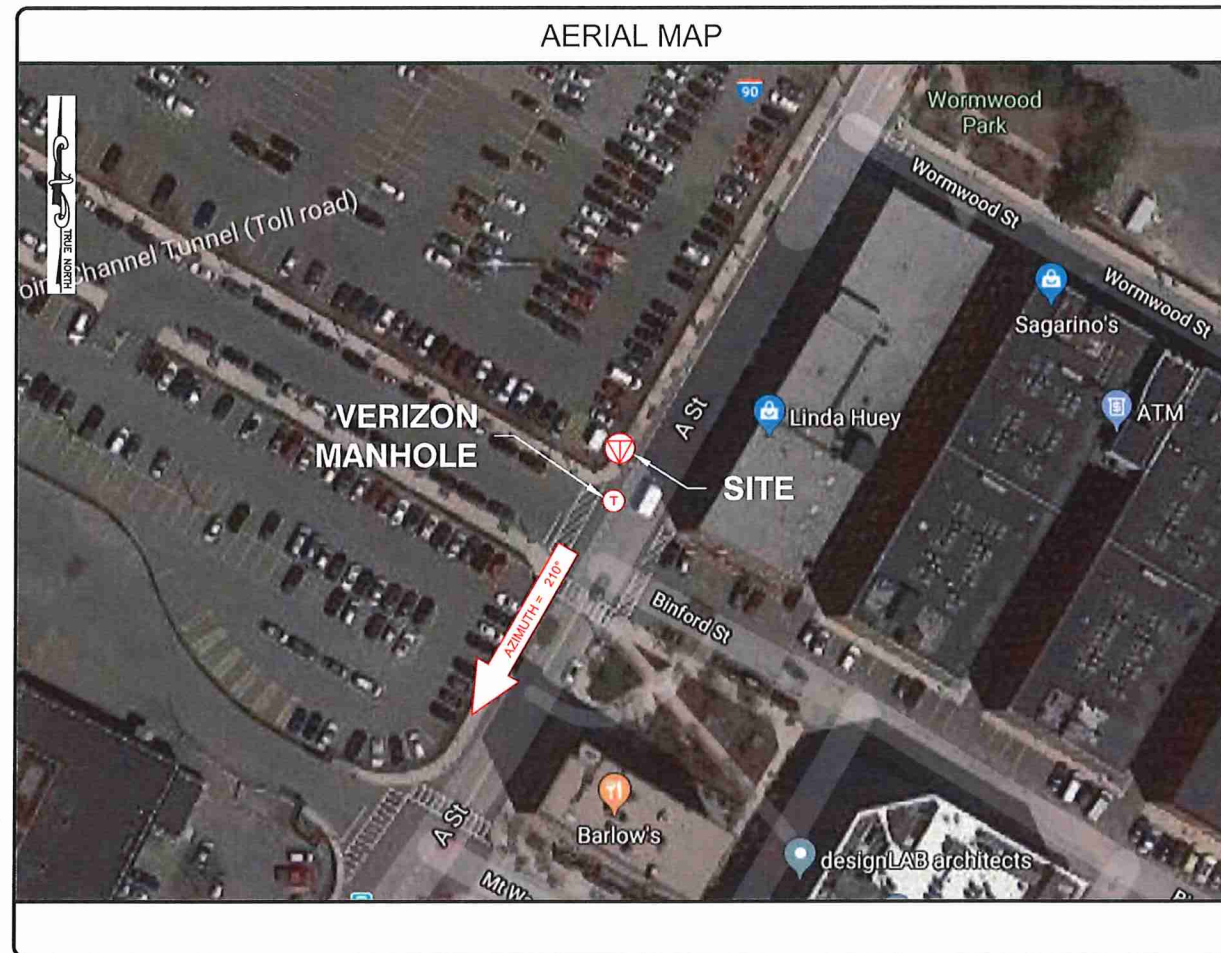 AERIAL MAP
90
Wormwood
Park
Wormwood St
Wormwood St
TRUE NORTH
Channel Tunnel (Toll road)
Sagarino's
A St
Linda Huey
ATM
VERIZON
MANHOLE
SITE
T
AZIMUTH = 210°
Binford St
Barlow's
designLAB architects
A St
Mt